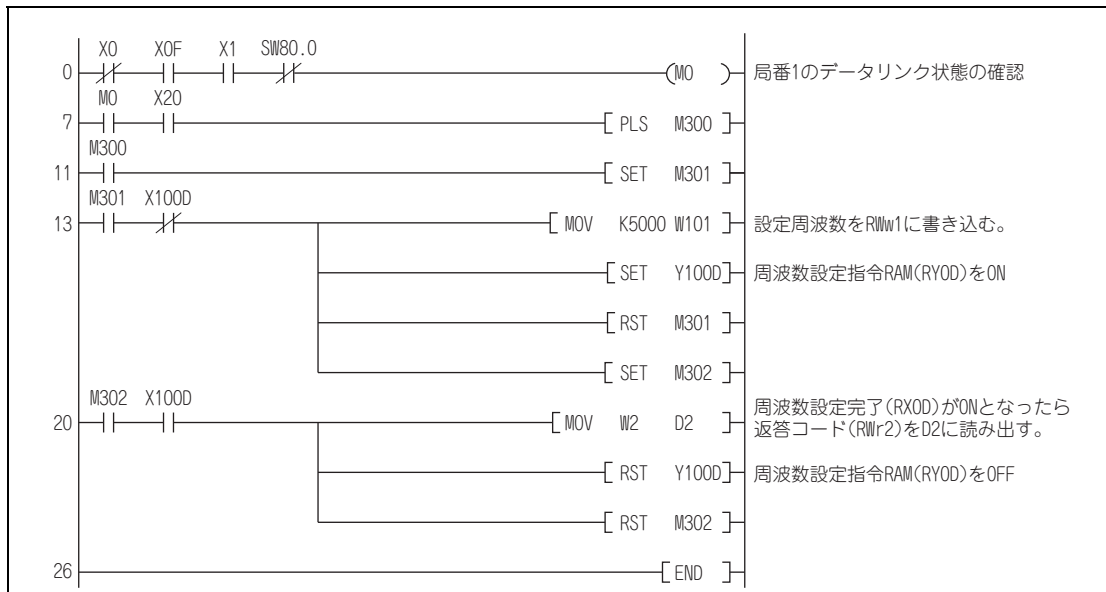 X0 X0F X1 SW80.0
0 (M0 ) 局番1のデータリンク状態の確認
M0 X20
7 [ PLS M300 ]
M300
11 [ SET M301 ]
M301 X100D
13 [ MOV K5000 W101 ] 設定周波数をRWw1に書き込む。
[ SET Y100D ] 周波数設定指令RAM(RY0D)をON
[ RST M301 ]
[ SET M302 ]
M302 X100D
20 [ MOV W2 D2 ] 周波数設定完了(RX0D)がONとなったら
返答コード(RWr2)をD2に読み出す。
[ RST Y100D ] 周波数設定指令RAM(RY0D)をOFF
[ RST M302 ]
26 [ END ]